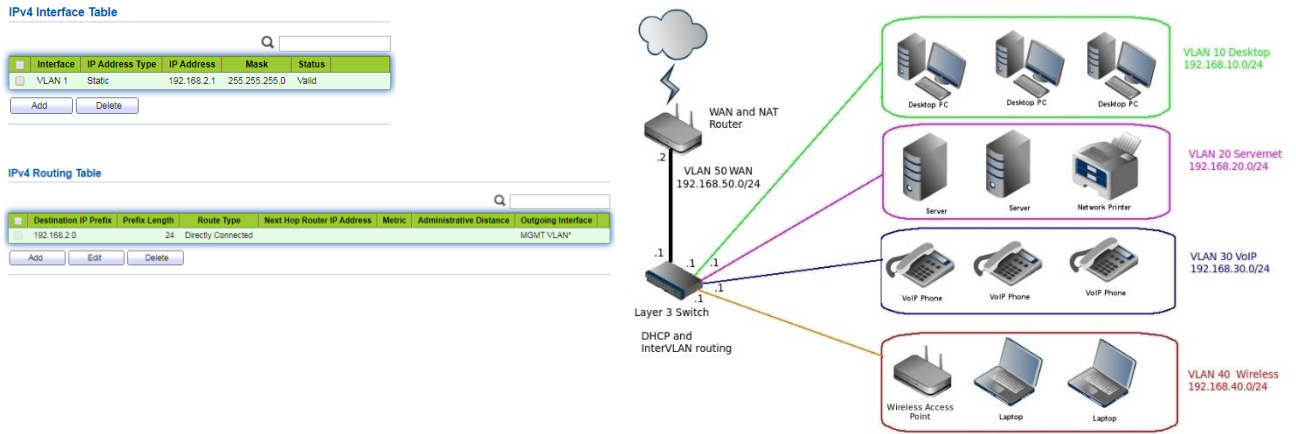 IPv4 Interface Table
Interface IP Address Type IP Address Mask Status
VLAN 1 Static 192.168.2.1 255.255.255.0 Valid
Add Delete
IPv4 Routing Table
Destination IP Prefix Prefix Length Route Type Next Hop Router IP Address Metric Administrative Distance Outgoing Interface
192.168.2.0 24 Directly Connected MGMT VLAN*
Add Edit Delete
WAN and NAT
Router
.2
VLAN 50 WAN
192.168.50.0/24
.1
.1
.1
.1
.1
Layer 3 Switch
DHCP and
InterVLAN routing
Desktop PC
Desktop PC
Desktop PC
VLAN 10 Desktop
192.168.10.0/24
Server
Server
Network Printer
VLAN 20 Servernet
192.168.20.0/24
VoIP Phone
VoIP Phone
VoIP Phone
VLAN 30 VoIP
192.168.30.0/24
Wireless Access
Point
Laptop
Laptop
VLAN 40 Wireless
192.168.40.0/24